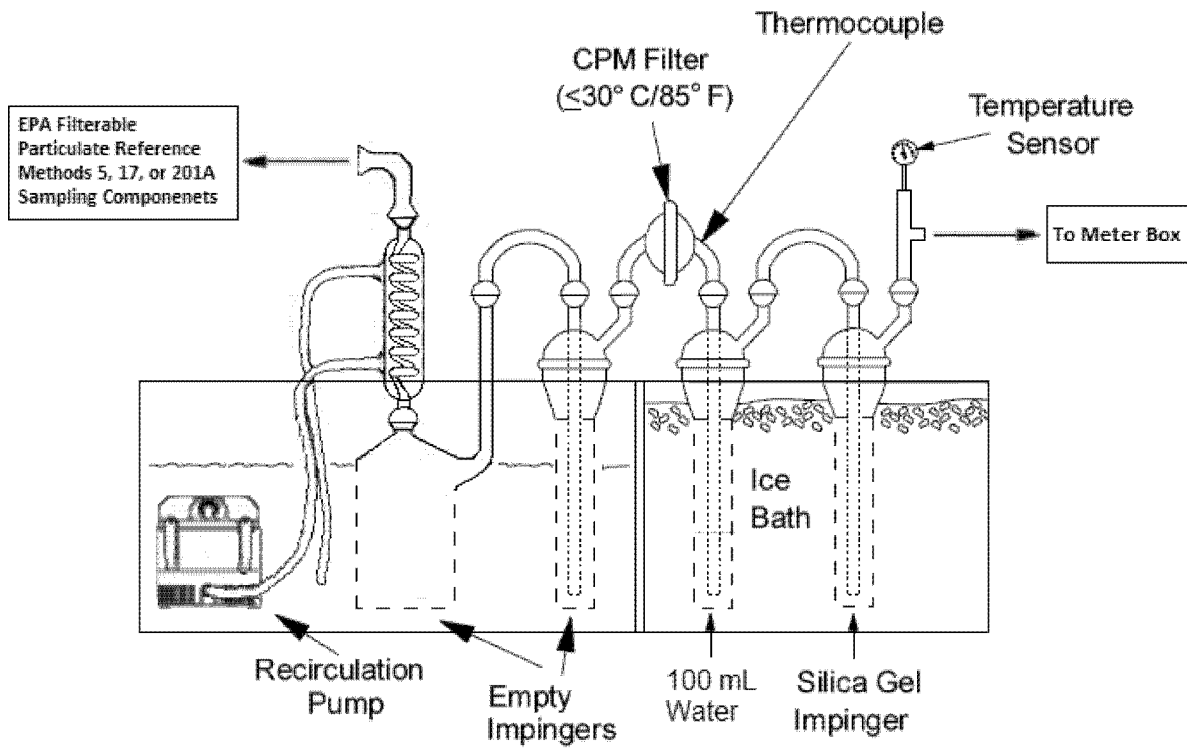 Thermocouple
CPM Filter
(≤30° C/85° F)
Temperature
Sensor
EPA Filterable
Particulate Reference
Methods 5, 17, or 201A
Sampling Componenets
To Meter Box
Ice
Bath
Recirculation
Pump
Empty
Impingers
100 mL
Water
Silica Gel
Impinger